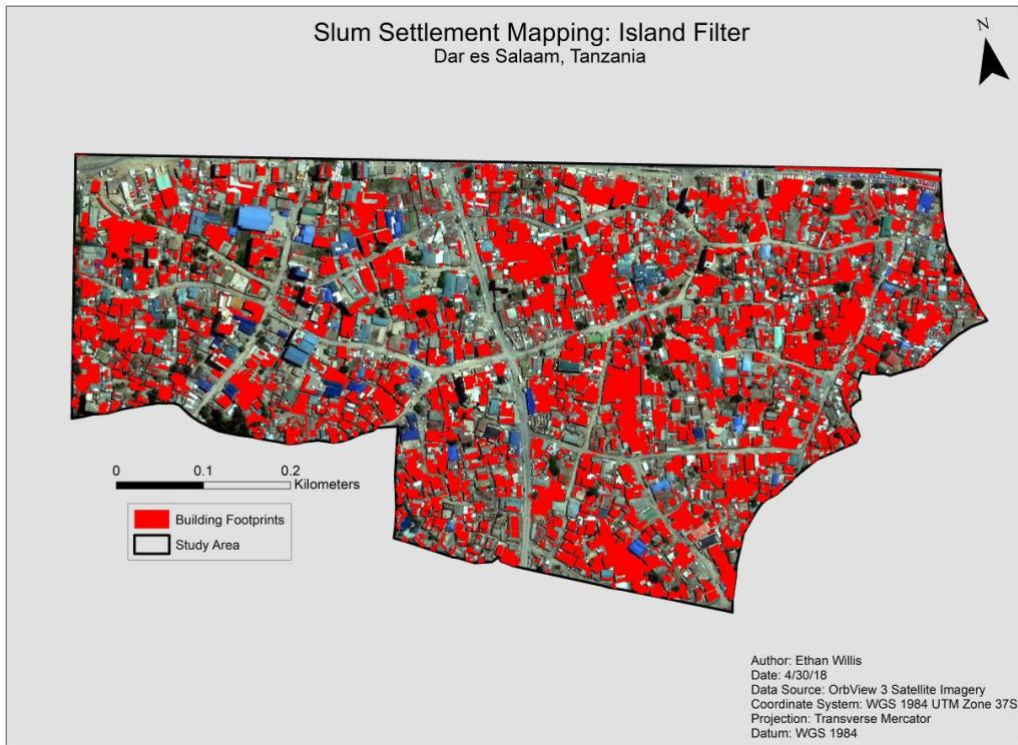 Slum Settlement Mapping: Island Filter
Dar es Salaam, Tanzania
N
0 0.1 0.2
Kilometers
Building Footprints
Study Area
Author: Ethan Willis
Date: 4/30/18
Data Source: OrbView 3 Satellite Imagery
Coordinate System: WGS 1984 UTM Zone 37S
Projection: Transverse Mercator
Datum: WGS 1984